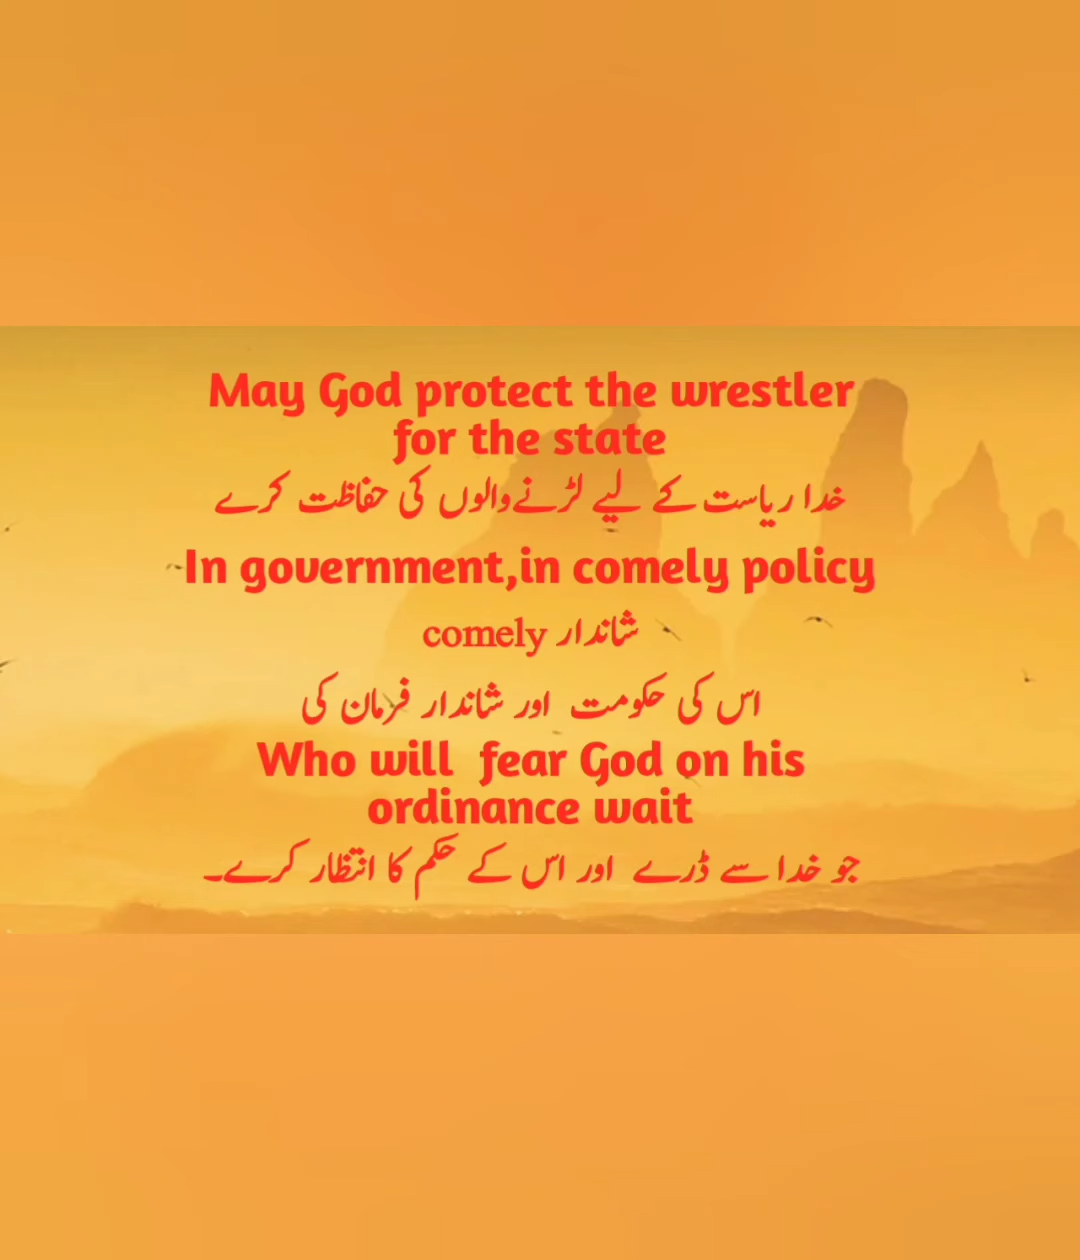 May God protect the wrestler
for the state
خدا ریاست کے لیے لڑنےوالوں کی حفاظت کرے
In government,in comely policy
comely شاندار
اس کی حکومت اور شاندار فرمان کی
Who will fear God on his
ordinance wait
جو خدا سے ڈرے اور اس کے حکم کا انتظار کرے۔